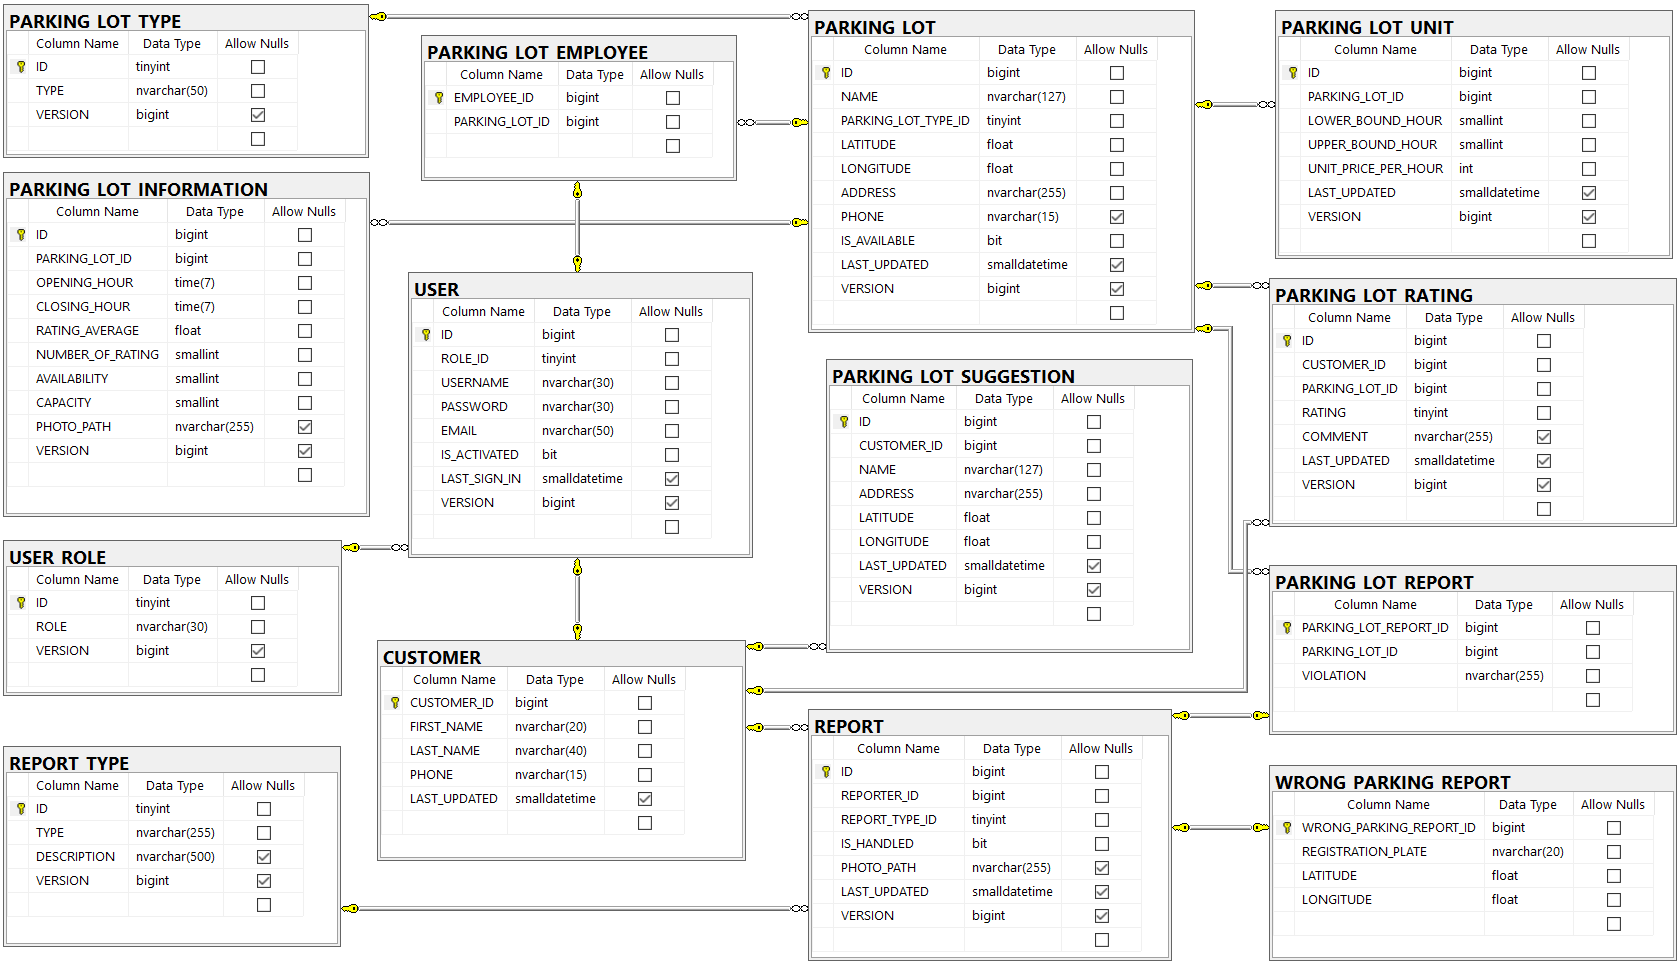 PARKING LOT TYPE
Column Name Data Type Allow Nulls
ID tinyint
TYPE nvarchar(50)
VERSION bigint
PARKING LOT EMPLOYEE
Column Name Data Type Allow Nulls
EMPLOYEE_ID bigint
PARKING_LOT_ID bigint
PARKING LOT
Column Name Data Type Allow Nulls
ID bigint
NAME nvarchar(127)
PARKING_LOT_TYPE_ID tinyint
LATITUDE float
LONGITUDE float
ADDRESS nvarchar(255)
PHONE nvarchar(15)
IS_AVAILABLE bit
LAST_UPDATED smalldatetime
VERSION bigint
PARKING LOT UNIT
Column Name Data Type Allow Nulls
ID bigint
PARKING_LOT_ID bigint
LOWER_BOUND_HOUR smallint
UPPER_BOUND_HOUR smallint
UNIT_PRICE_PER_HOUR int
LAST_UPDATED smalldatetime
VERSION bigint
PARKING LOT INFORMATION
Column Name Data Type Allow Nulls
ID bigint
PARKING_LOT_ID bigint
OPENING_HOUR time(7)
CLOSING_HOUR time(7)
RATING_AVERAGE float
NUMBER_OF_RATING smallint
AVAILABILITY smallint
CAPACITY smallint
PHOTO_PATH nvarchar(255)
VERSION bigint
USER
Column Name Data Type Allow Nulls
ID bigint
ROLE_ID tinyint
USERNAME nvarchar(30)
PASSWORD nvarchar(30)
EMAIL nvarchar(50)
IS_ACTIVATED bit
LAST_SIGN_IN smalldatetime
VERSION bigint
PARKING LOT SUGGESTION
Column Name Data Type Allow Nulls
ID bigint
CUSTOMER_ID bigint
NAME nvarchar(127)
ADDRESS nvarchar(255)
LATITUDE float
LONGITUDE float
LAST_UPDATED smalldatetime
VERSION bigint
PARKING LOT RATING
Column Name Data Type Allow Nulls
ID bigint
CUSTOMER_ID bigint
PARKING_LOT_ID bigint
RATING tinyint
COMMENT nvarchar(255)
LAST_UPDATED smalldatetime
VERSION bigint
USER ROLE
Column Name Data Type Allow Nulls
ID tinyint
ROLE nvarchar(30)
VERSION bigint
CUSTOMER
Column Name Data Type Allow Nulls
CUSTOMER_ID bigint
FIRST_NAME nvarchar(20)
LAST_NAME nvarchar(40)
PHONE nvarchar(15)
LAST_UPDATED smalldatetime
PARKING LOT REPORT
Column Name Data Type Allow Nulls
PARKING_LOT_REPORT_ID bigint
PARKING_LOT_ID bigint
VIOLATION nvarchar(255)
REPORT TYPE
Column Name Data Type Allow Nulls
ID tinyint
TYPE nvarchar(255)
DESCRIPTION nvarchar(500)
VERSION bigint
REPORT
Column Name Data Type Allow Nulls
ID bigint
REPORTER_ID bigint
REPORT_TYPE_ID tinyint
IS_HANDLED bit
PHOTO_PATH nvarchar(255)
LAST_UPDATED smalldatetime
VERSION bigint
WRONG PARKING REPORT
Column Name Data Type Allow Nulls
WRONG_PARKING_REPORT_ID bigint
REGISTRATION_PLATE nvarchar(20)
LATITUDE float
LONGITUDE float